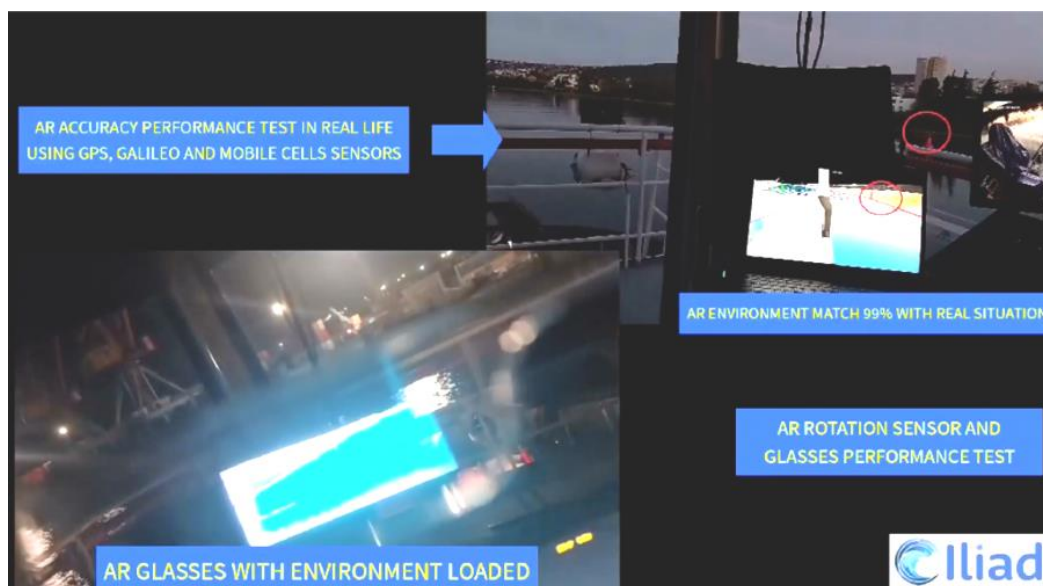 AR ACCURACY PERFORMANCE TEST IN REAL LIFE
USING GPS, GALILEO AND MOBILE CELLS SENSORS
AR ENVIRONMENT MATCH 99% WITH REAL SITUATION
AR ROTATION SENSOR AND
GLASSES PERFORMANCE TEST
AR GLASSES WITH ENVIRONMENT LOADED
Iliad